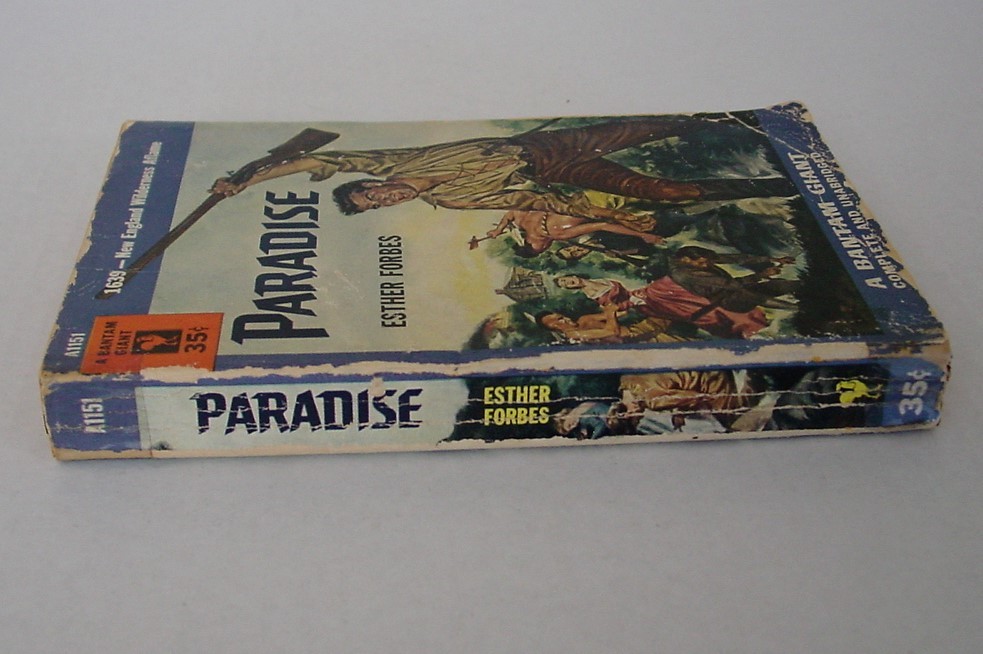 1639 – New England Wilderness Aflame
A1151
A BANTAM
GIANT
35¢
PARADISE
ESTHER FORBES
A BANTAM GIANT
COMPLETE AND UNABRIDGED
A1151
PARADISE
ESTHER
FORBES
35¢